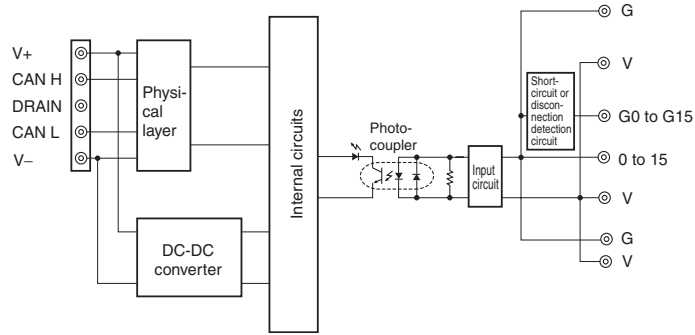 V+
CAN H
DRAIN
CAN L
V–
Physi-
cal
layer
DC-DC
converter
Internal circuits
Photo-
coupler
Input
circuit
Short-
circuit or
discon-
nection
detection
circuit
G
V
G0 to G15
0 to 15
V
G
V